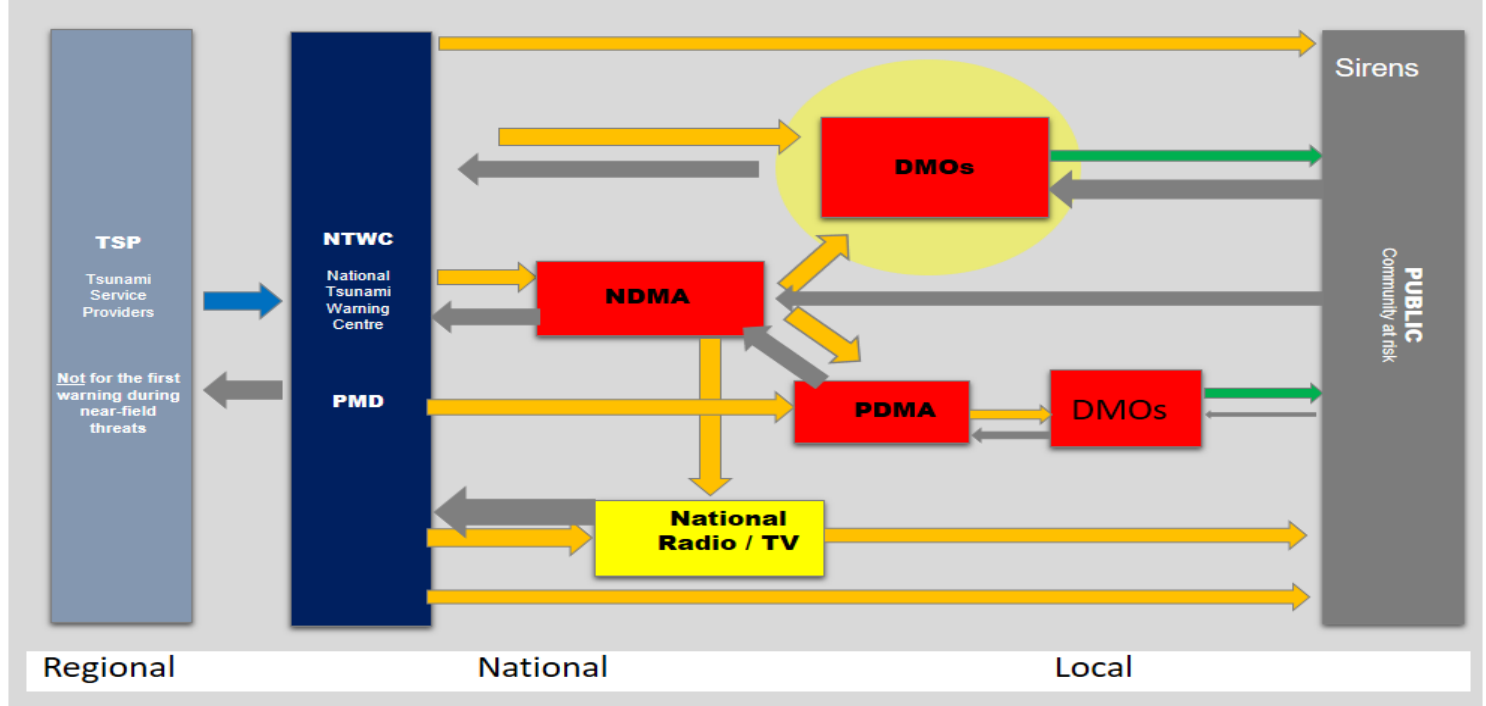 TSP
Tsunami
Service
Providers
Not for the first
warning during
near-field
threats
NTWC
National
Tsunami
Warning
Centre
PMD
DMOs
NDMA
PDMA
DMOs
National
Radio / TV
Sirens
PUBLIC
Community at risk
Regional
National
Local